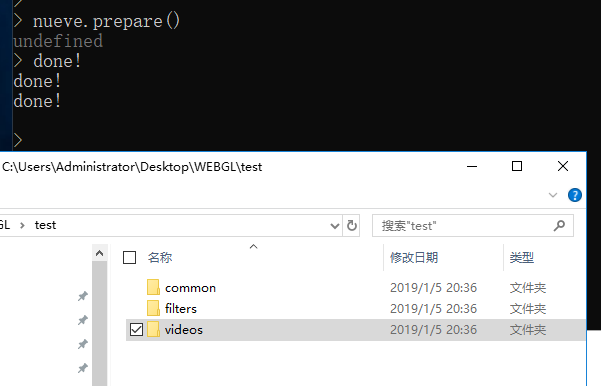 > nueve.prepare()
undefined
> done!
done!
done!
>
C:\Users\Administrator\Desktop\WEBGL\test
GL > test
搜索"test"
名称 修改日期 类型
common 2019/1/5 20:36 文件夹
filters 2019/1/5 20:36 文件夹
videos 2019/1/5 20:36 文件夹